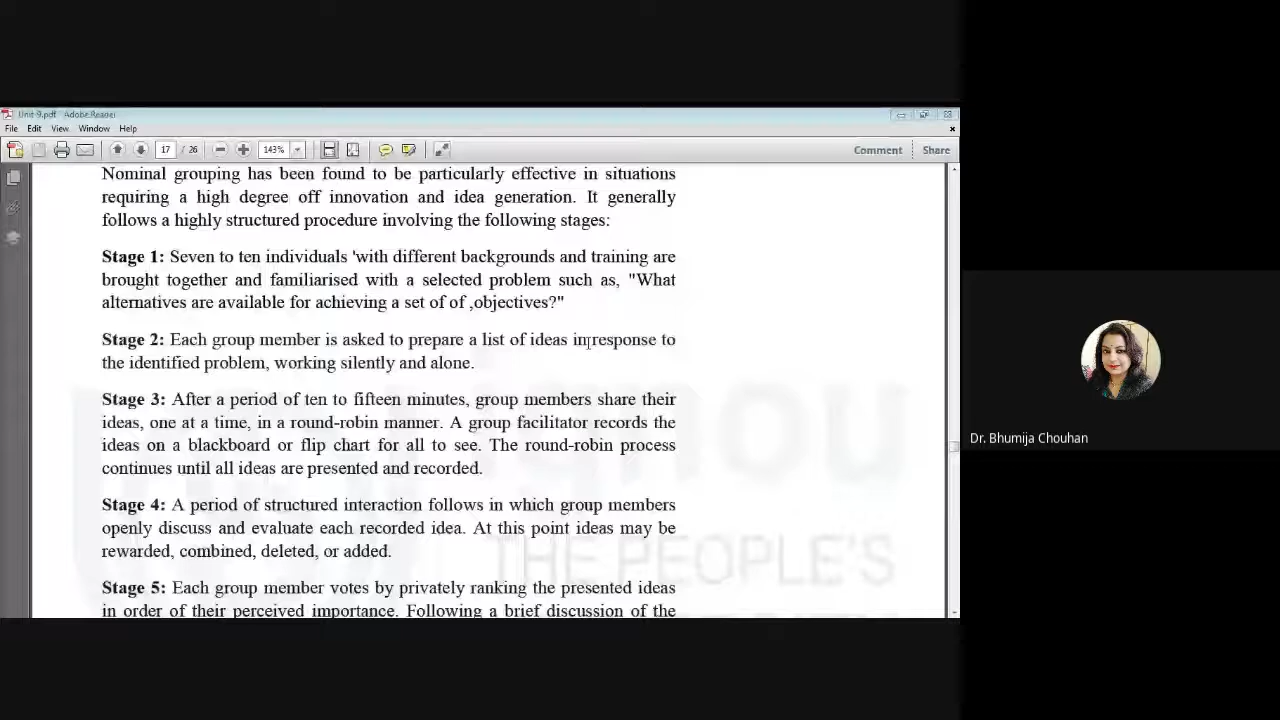 Unit 9.pdf - Adobe Reader
File Edit View Window Help
17 / 26 143% Comment Share
Nominal grouping has been found to be particularly effective in situations
requiring a high degree off innovation and idea generation. It generally
follows a highly structured procedure involving the following stages:
Stage 1: Seven to ten individuals 'with different backgrounds and training are
brought together and familiarised with a selected problem such as, "What
alternatives are available for achieving a set of of ,objectives?"
Stage 2: Each group member is asked to prepare a list of ideas in response to
the identified problem, working silently and alone.
Stage 3: After a period of ten to fifteen minutes, group members share their
ideas, one at a time, in a round-robin manner. A group facilitator records the
ideas on a blackboard or flip chart for all to see. The round-robin process
continues until all ideas are presented and recorded.
Stage 4: A period of structured interaction follows in which group members
openly discuss and evaluate each recorded idea. At this point ideas may be
rewarded, combined, deleted, or added.
Stage 5: Each group member votes by privately ranking the presented ideas
in order of their perceived importance. Following a brief discussion of the
ignou
THE PEOPLE'S
Dr. Bhumija Chouhan